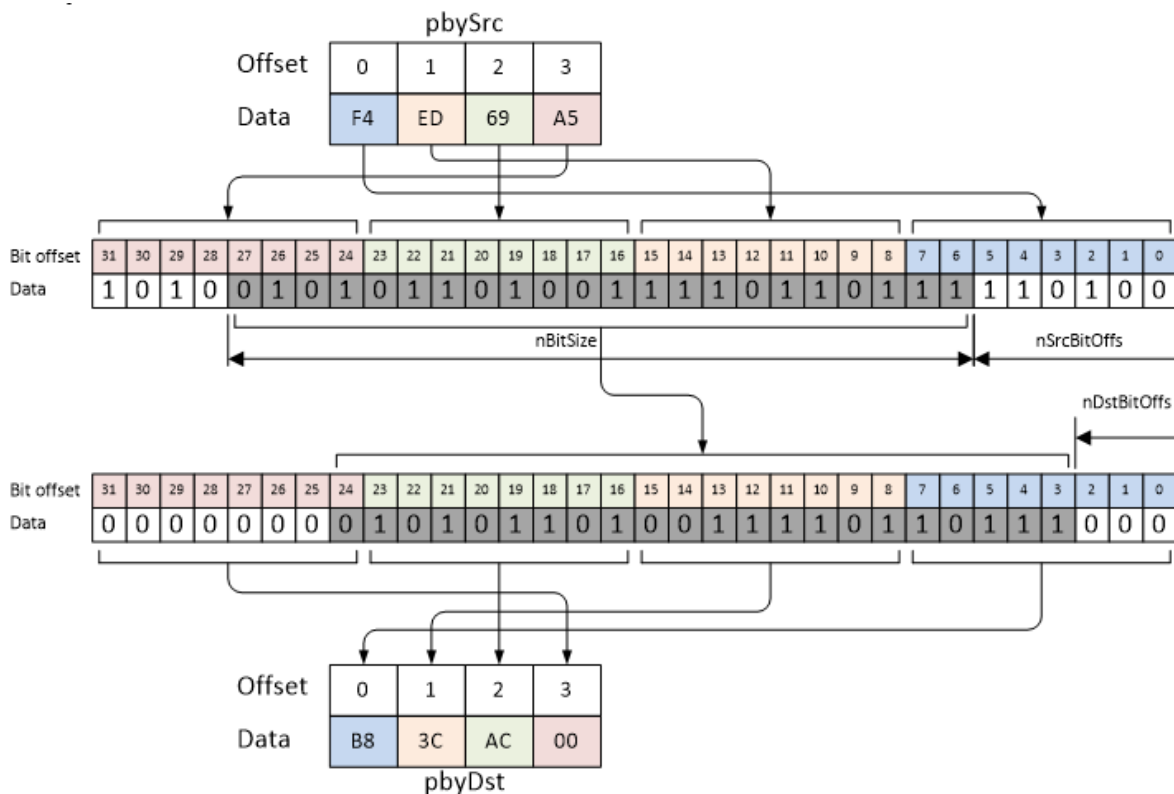 pbySrc
Offset 0 1 2 3
Data F4 ED 69 A5
Bit offset 31 30 29 28 27 26 25 24 23 22 21 20 19 18 17 16 15 14 13 12 11 10 9 8 7 6 5 4 3 2 1 0
Data 1 0 1 0 0 1 0 1 0 1 1 0 1 0 0 1 1 1 1 0 1 1 0 1 1 1 1 1 0 1 0 0
nBitSize nSrcBitOffs
nDstBitOffs
Bit offset 31 30 29 28 27 26 25 24 23 22 21 20 19 18 17 16 15 14 13 12 11 10 9 8 7 6 5 4 3 2 1 0
Data 0 0 0 0 0 0 0 0 1 0 1 0 1 1 0 1 0 0 1 1 1 1 0 1 1 0 1 1 1 0 0 0
Offset 0 1 2 3
Data B8 3C AC 00
pbyDst